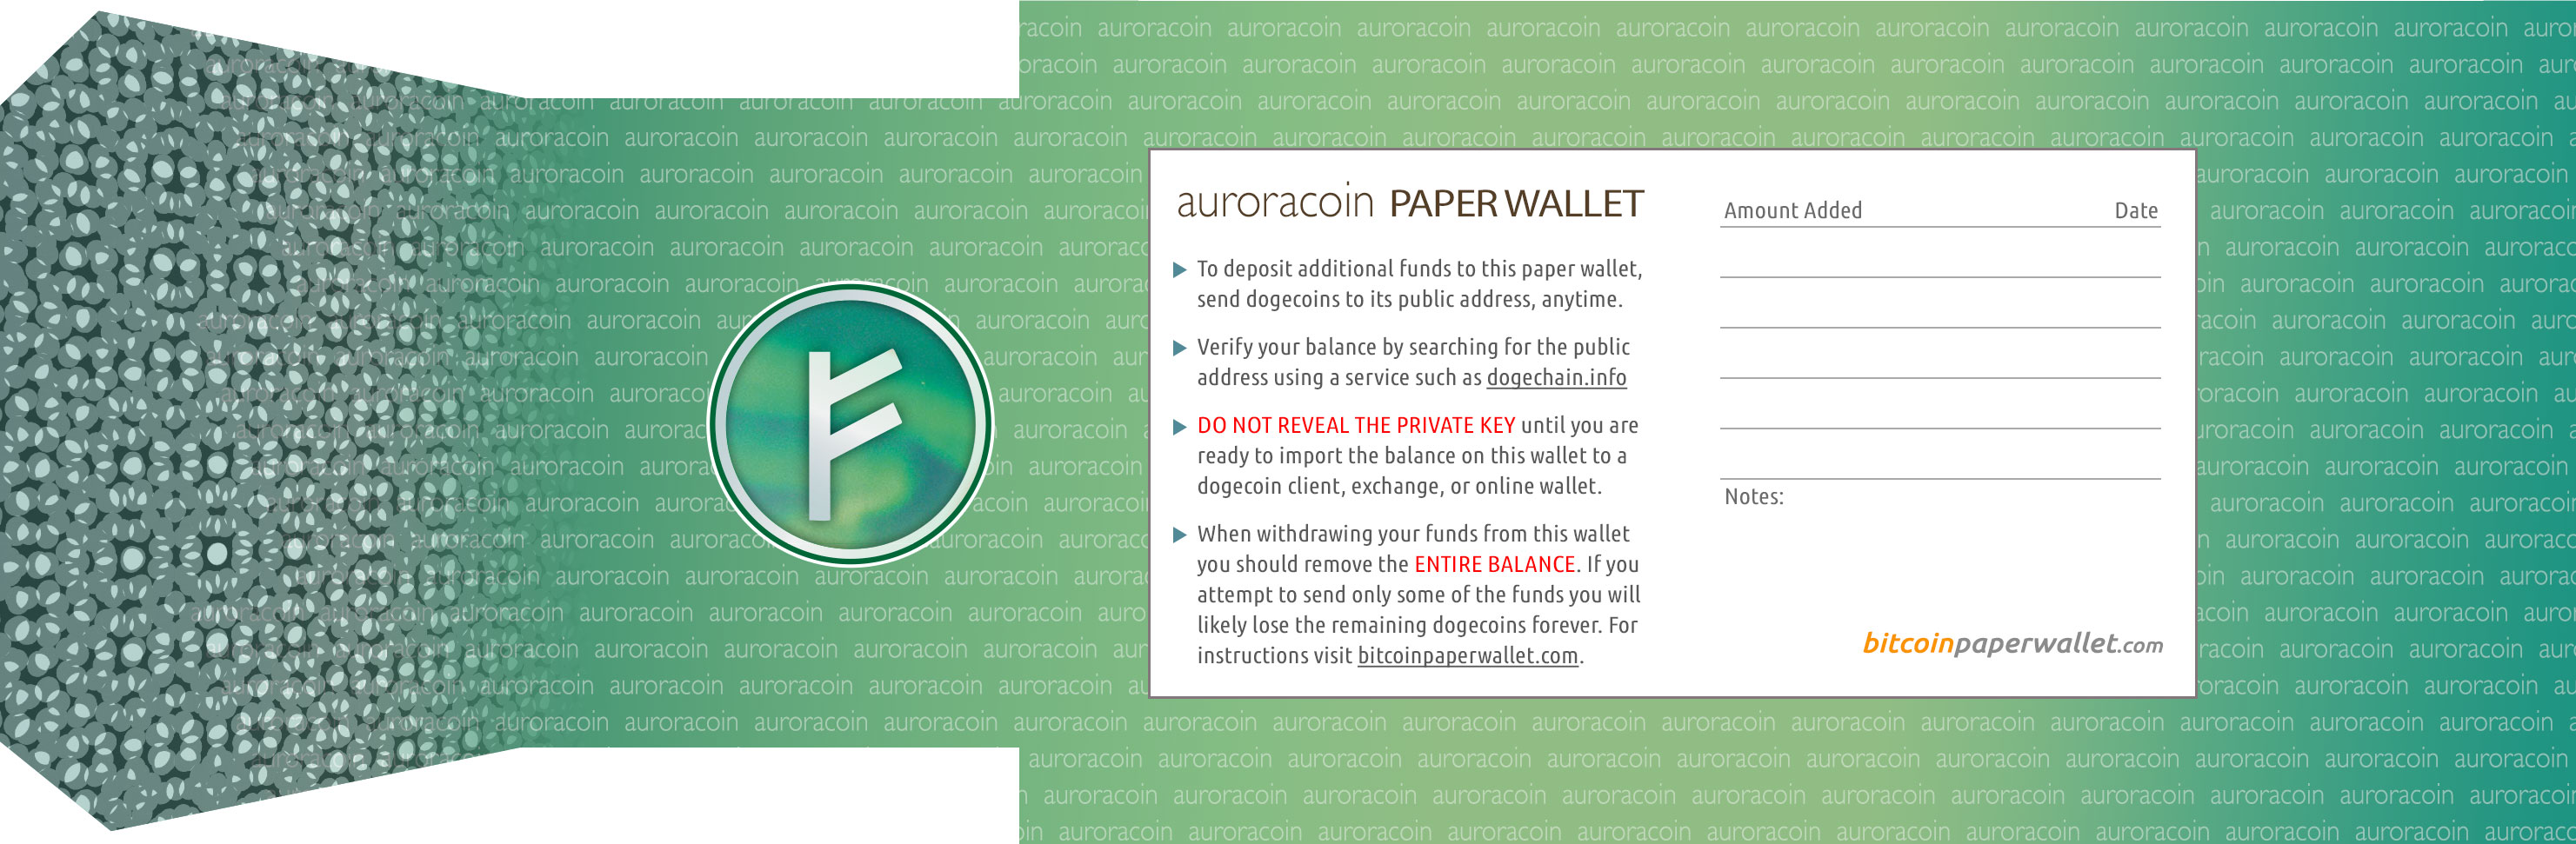 auroracoin PAPER WALLET
To deposit additional funds to this paper wallet,
send dogecoins to its public address, anytime.
Verify your balance by searching for the public
address using a service such as dogechain.info
DO NOT REVEAL THE PRIVATE KEY until you are
ready to import the balance on this wallet to a
dogecoin client, exchange, or online wallet.
When withdrawing your funds from this wallet
you should remove the ENTIRE BALANCE. If you
attempt to send only some of the funds you will
likely lose the remaining dogecoins forever. For
instructions visit bitcoinpaperwallet.com.
Amount Added Date
Notes:
bitcoinpaperwallet.com